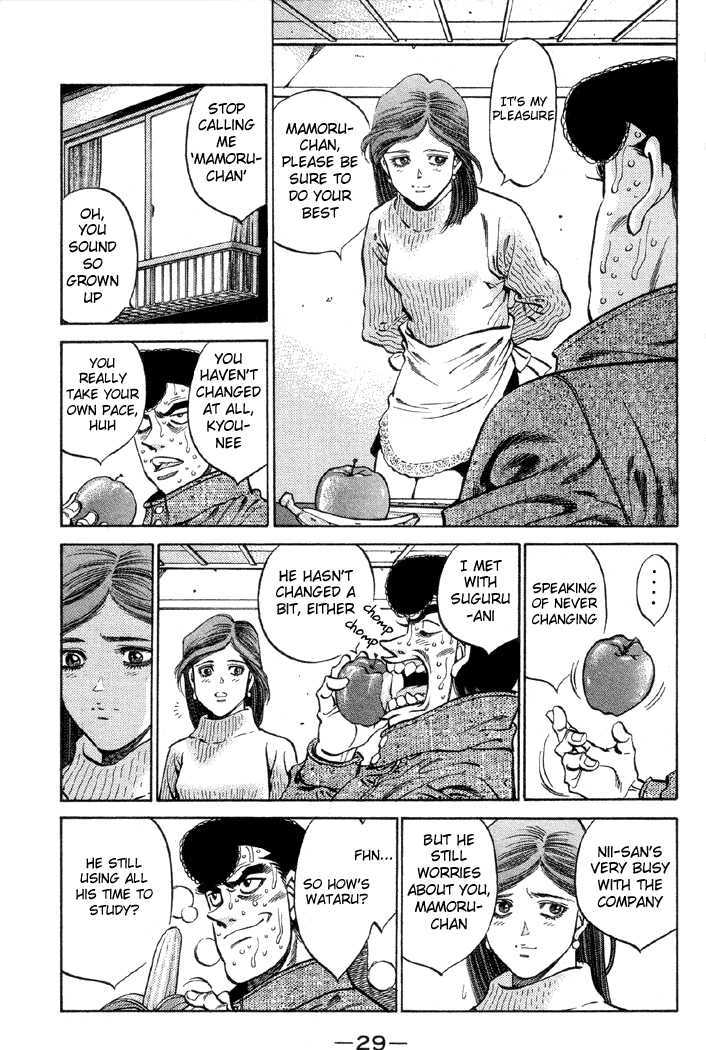 IT'S MY
PLEASURE
MAMORU-
CHAN,
PLEASE BE
SURE TO
DO YOUR
BEST
STOP
CALLING
ME
'MAMORU-
CHAN'
OH,
YOU
SOUND
SO
GROWN
UP
YOU
HAVEN'T
CHANGED
AT ALL,
KYOU-
NEE
YOU
REALLY
TAKE YOUR
OWN PACE,
HUH
...
SPEAKING
OF NEVER
CHANGING
I MET
WITH
SUGURU
-ANI
HE HASN'T
CHANGED A
BIT, EITHER
chomp
chomp
NII-SAN'S
VERY BUSY
WITH THE
COMPANY
BUT HE
STILL
WORRIES
ABOUT YOU,
MAMORU-
CHAN
FHN...
SO HOW'S
WATARU?
HE STILL
USING ALL
HIS TIME TO
STUDY?
—29—